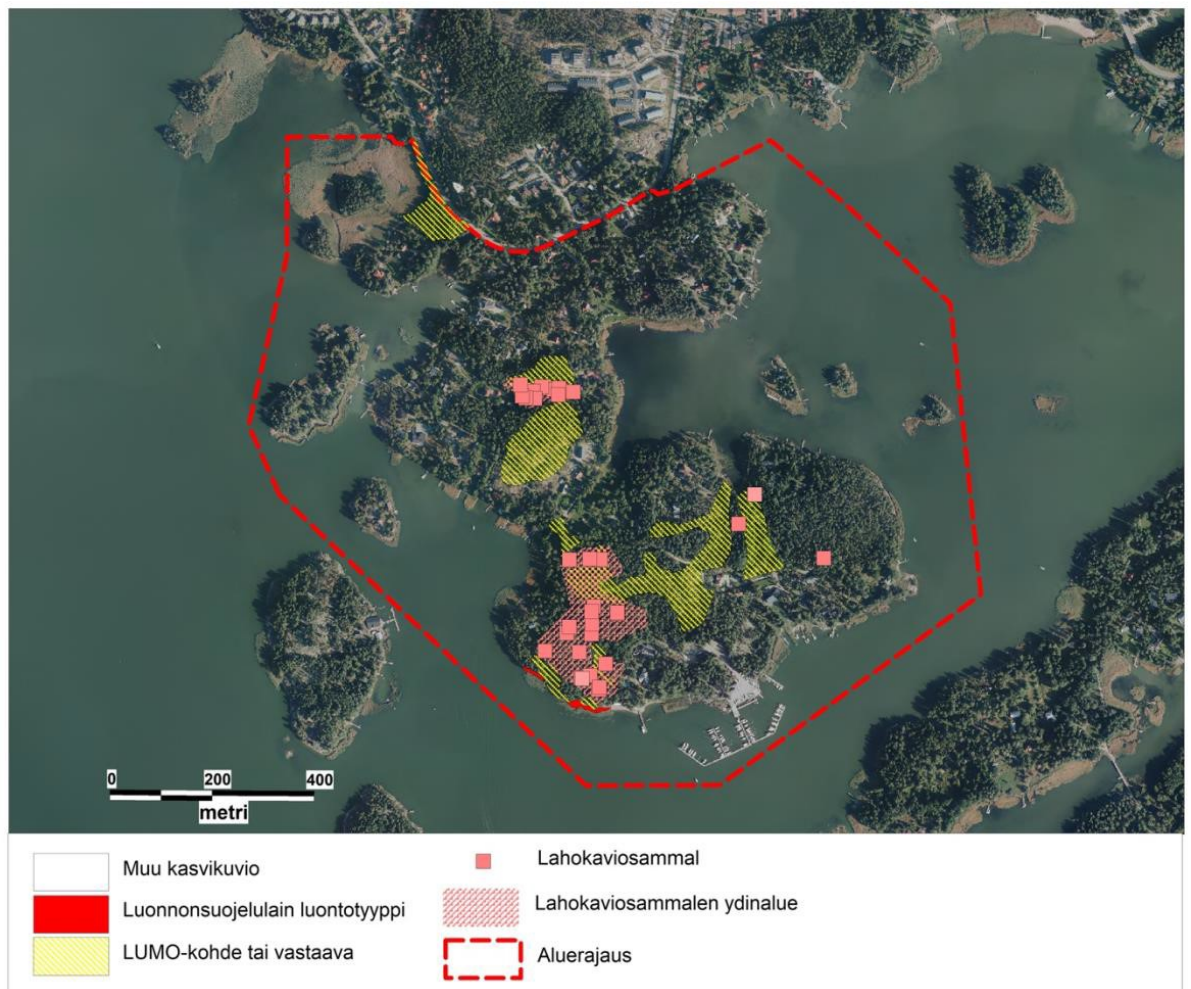 0 200 400
metri
Muu kasvikuvio
Luonnonsuojelulain luontotyyppi
LUMO-kohde tai vastaava
Lahokaviosammal
Lahokaviosammalen ydinalue
Aluerajaus